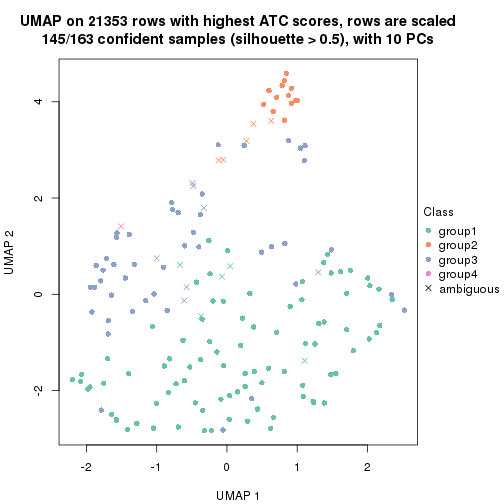 UMAP on 21353 rows with highest ATC scores, rows are scaled
145/163 confident samples (silhouette > 0.5), with 10 PCs
4
2
0
-2
UMAP 2
-2
-1
0
1
2
UMAP 1
Class
group1
group2
group3
group4
ambiguous